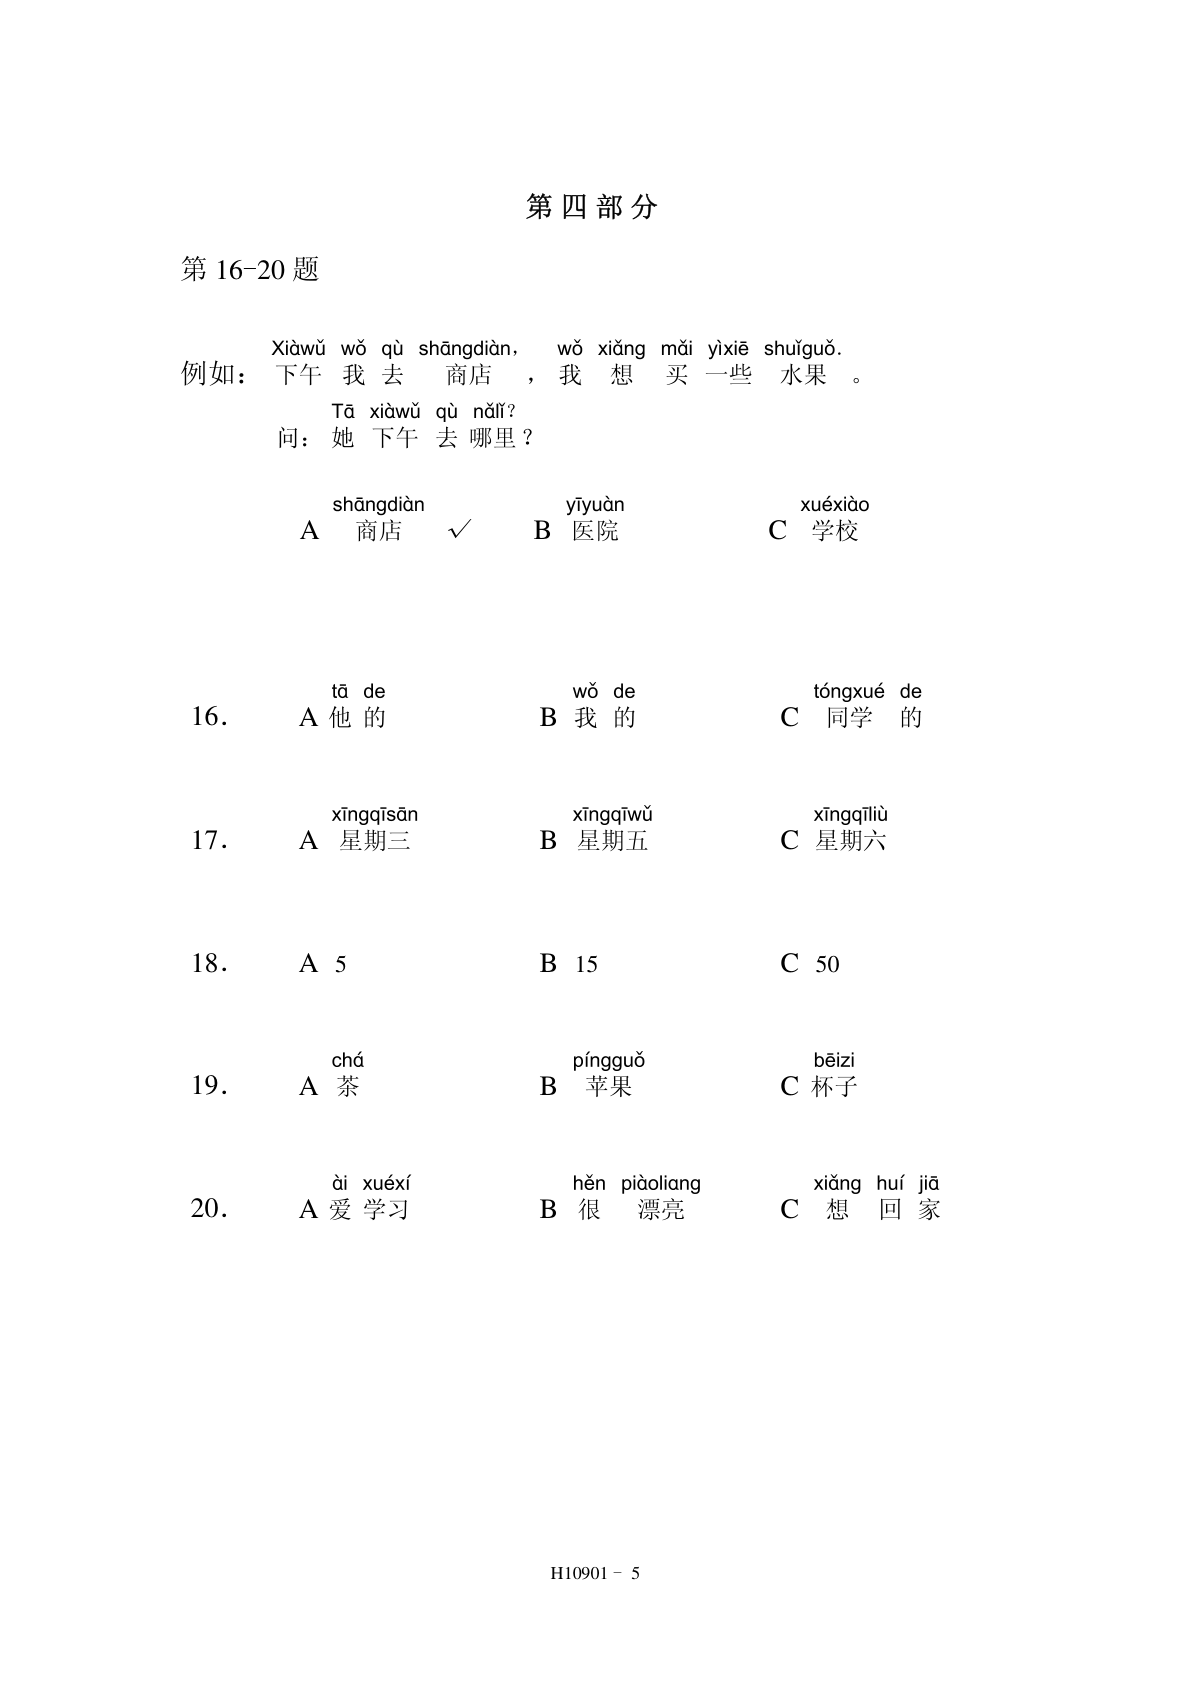 第四部分
第 16-20 题
Xiàwǔ wǒ qù shāngdiàn, wǒ xiǎng mǎi yìxiē shuǐguǒ.
例如: 下午 我 去 商店 , 我 想 买 一些 水果 。
Tā xiàwǔ qù nǎlǐ?
问: 她 下午 去 哪里 ?
shāngdiàn yīyuàn xuéxiào
A 商店 ✓ B 医院 C 学校
tā de wǒ de tóngxué de
16. A 他 的 B 我 的 C 同学 的
xīngqīsān xīngqīwǔ xīngqīliù
17. A 星期三 B 星期五 C 星期六
18. A 5 B 15 C 50
chá píngguǒ bēizi
19. A 茶 B 苹果 C 杯子
ài xuéxí hěn piàoliang xiǎng huí jiā
20. A 爱 学习 B 很 漂亮 C 想 回 家
H10901- 5